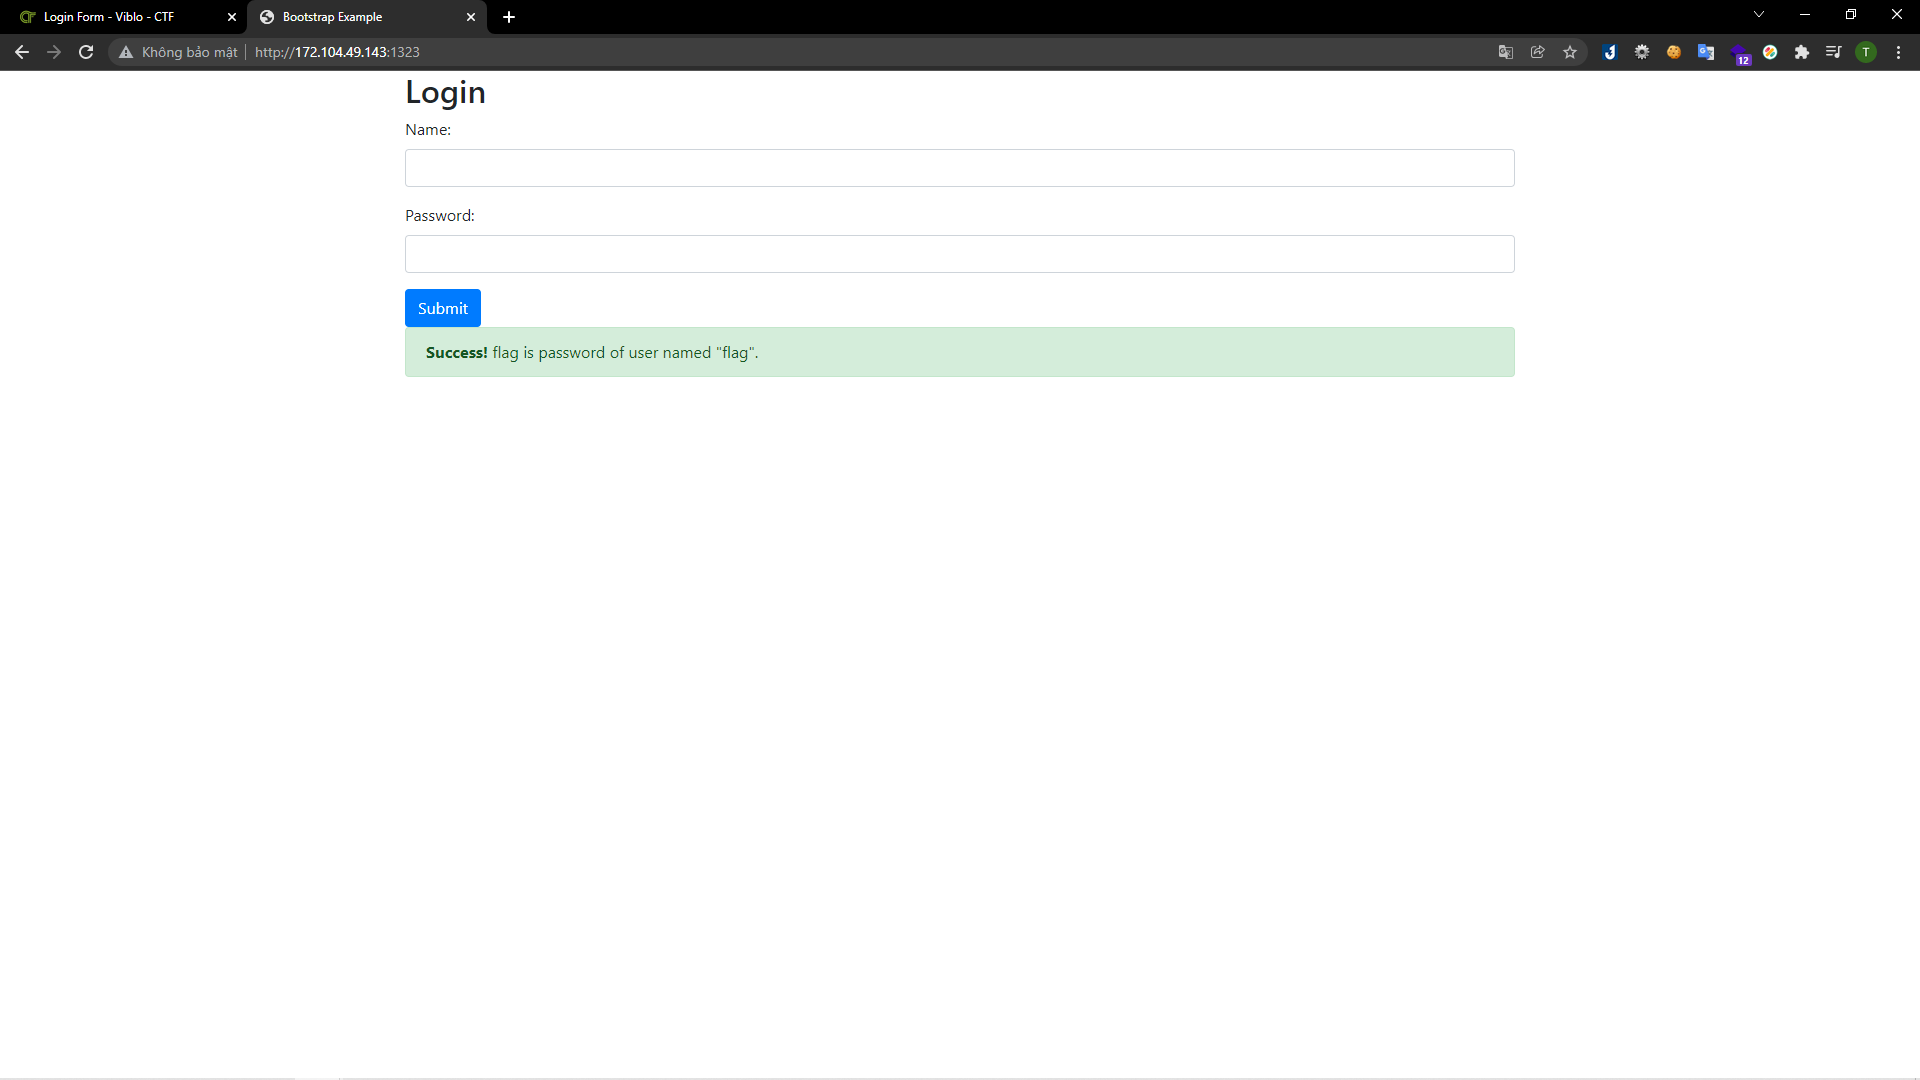 Login Form - Viblo - CTF
Bootstrap Example
Không bảo mật
http://172.104.49.143:1323
12
T
Login
Name:
Password:
Submit
Success! flag is password of user named "flag".